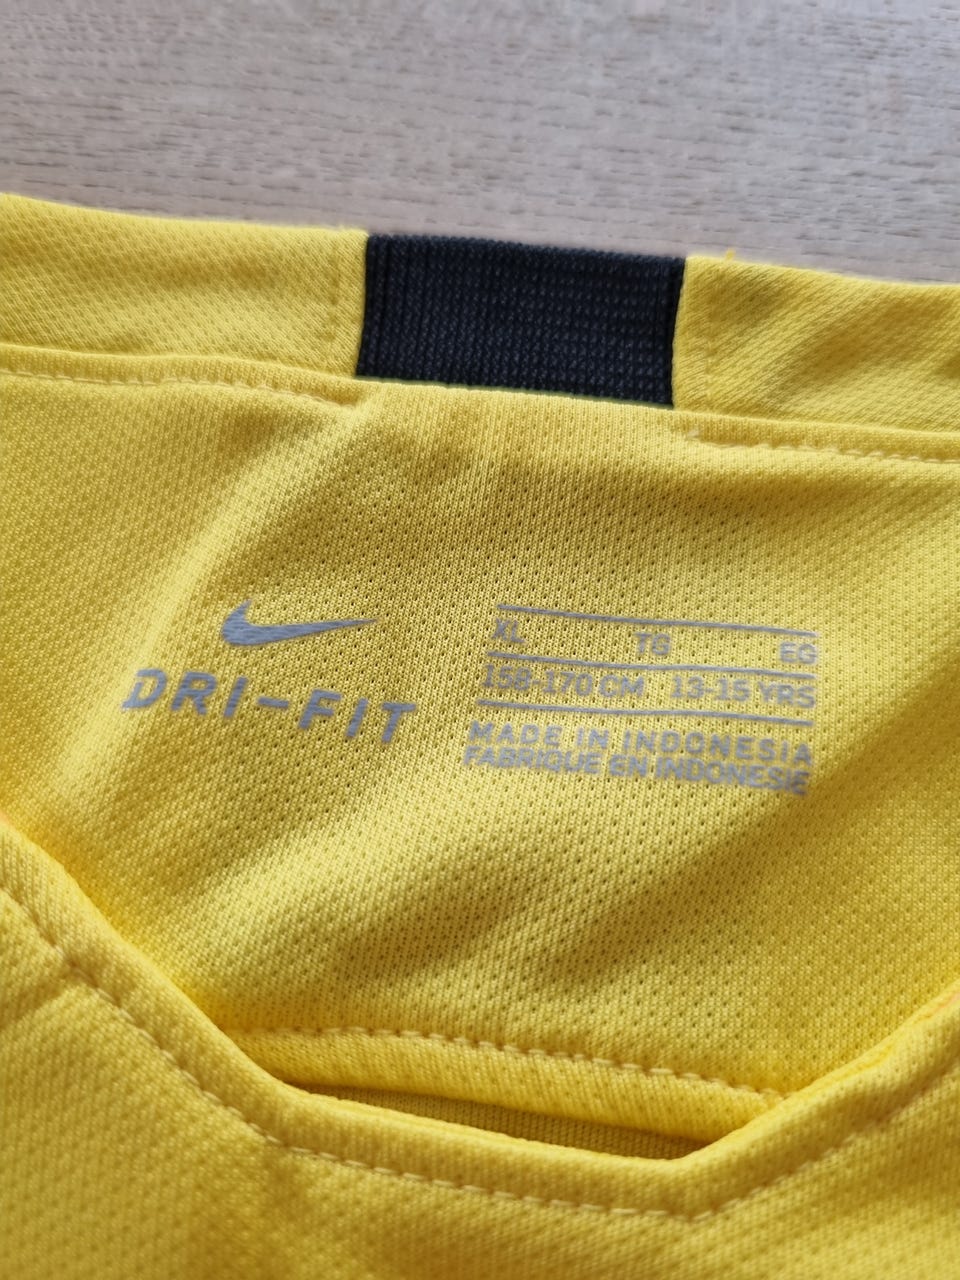 DRI-FIT
XL TG EG
158-170 CM 13-15 YRS
MADE IN INDONESIA
FABRIQUE EN INDONESIE